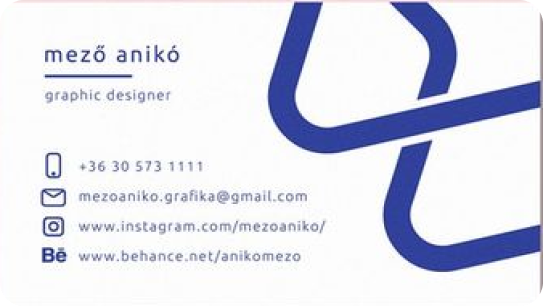 mező anikó
graphic designer
+36 30 573 1111
mezoaniko.grafika@gmail.com
www.instagram.com/mezoaniko/
Bē www.behance.net/anikomezo